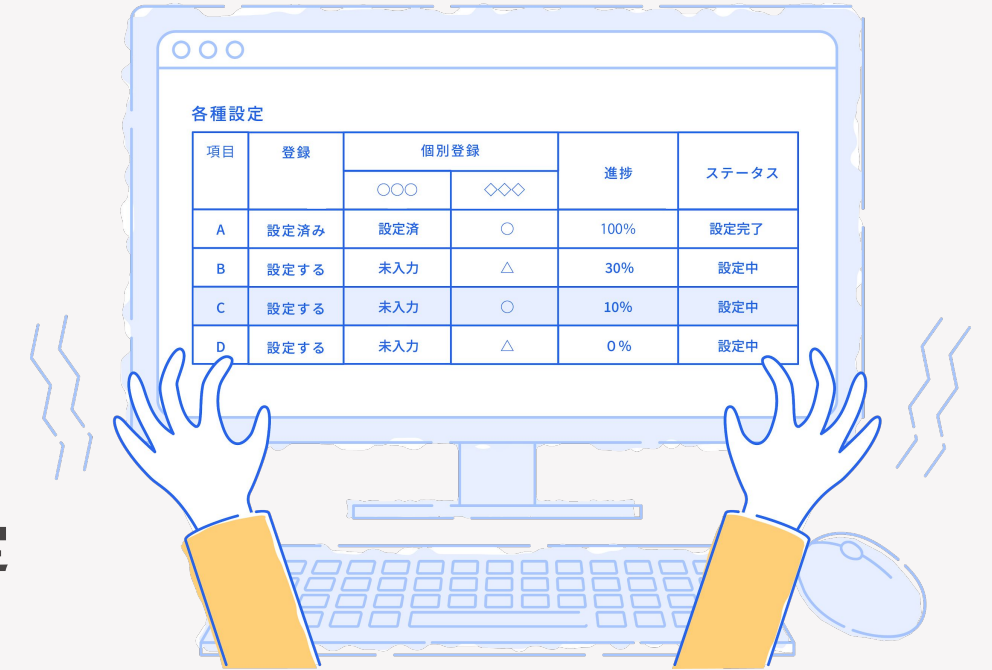 各種設定
項目 登録 個別登録 進捗 ステータス
○○○ ◇◇◇
A 設定済み 設定済 ○ 100% 設定完了
B 設定する 未入力 △ 30% 設定中
C 設定する 未入力 ○ 10% 設定中
D 設定する 未入力 △ 0% 設定中